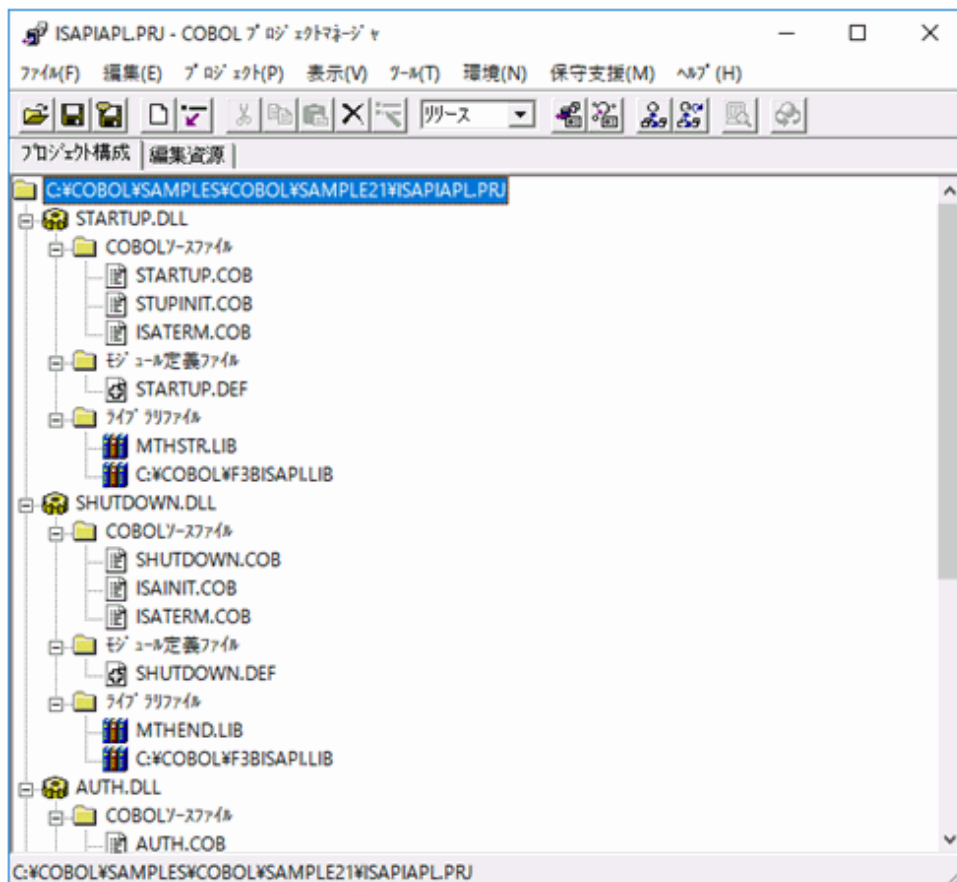 ISAPIAPL.PRJ - COBOL ﾌﾟﾛｼﾞｪｸﾄﾏﾈｰｼﾞｬ
ﾌｧｲﾙ(F) 編集(E) ﾌﾟﾛｼﾞｪｸﾄ(P) 表示(V) ﾂｰﾙ(T) 環境(N) 保守支援(M) ﾍﾙﾌﾟ(H)
ﾘﾘｰｽ
ﾌﾟﾛｼﾞｪｸﾄ構成 編集資源
C:¥COBOL¥SAMPLES¥COBOL¥SAMPLE21¥ISAPIAPL.PRJ
STARTUP.DLL
COBOLｿｰｽﾌｧｲﾙ
STARTUP.COB
STUPINIT.COB
ISATERM.COB
ﾓｼﾞｭｰﾙ定義ﾌｧｲﾙ
STARTUP.DEF
ﾗｲﾌﾞﾗﾘﾌｧｲﾙ
MTHSTR.LIB
C:¥COBOL¥F3BISAPI.LIB
SHUTDOWN.DLL
COBOLｿｰｽﾌｧｲﾙ
SHUTDOWN.COB
ISAINIT.COB
ISATERM.COB
ﾓｼﾞｭｰﾙ定義ﾌｧｲﾙ
SHUTDOWN.DEF
ﾗｲﾌﾞﾗﾘﾌｧｲﾙ
MTHEND.LIB
C:¥COBOL¥F3BISAPI.LIB
AUTH.DLL
COBOLｿｰｽﾌｧｲﾙ
AUTH.COB
C:¥COBOL¥SAMPLES¥COBOL¥SAMPLE21¥ISAPIAPL.PRJ